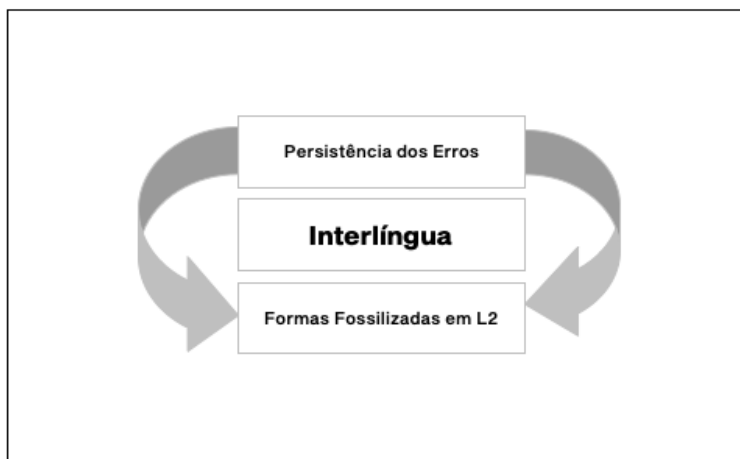 Persistência dos Erros
Interlíngua
Formas Fossilizadas em L2